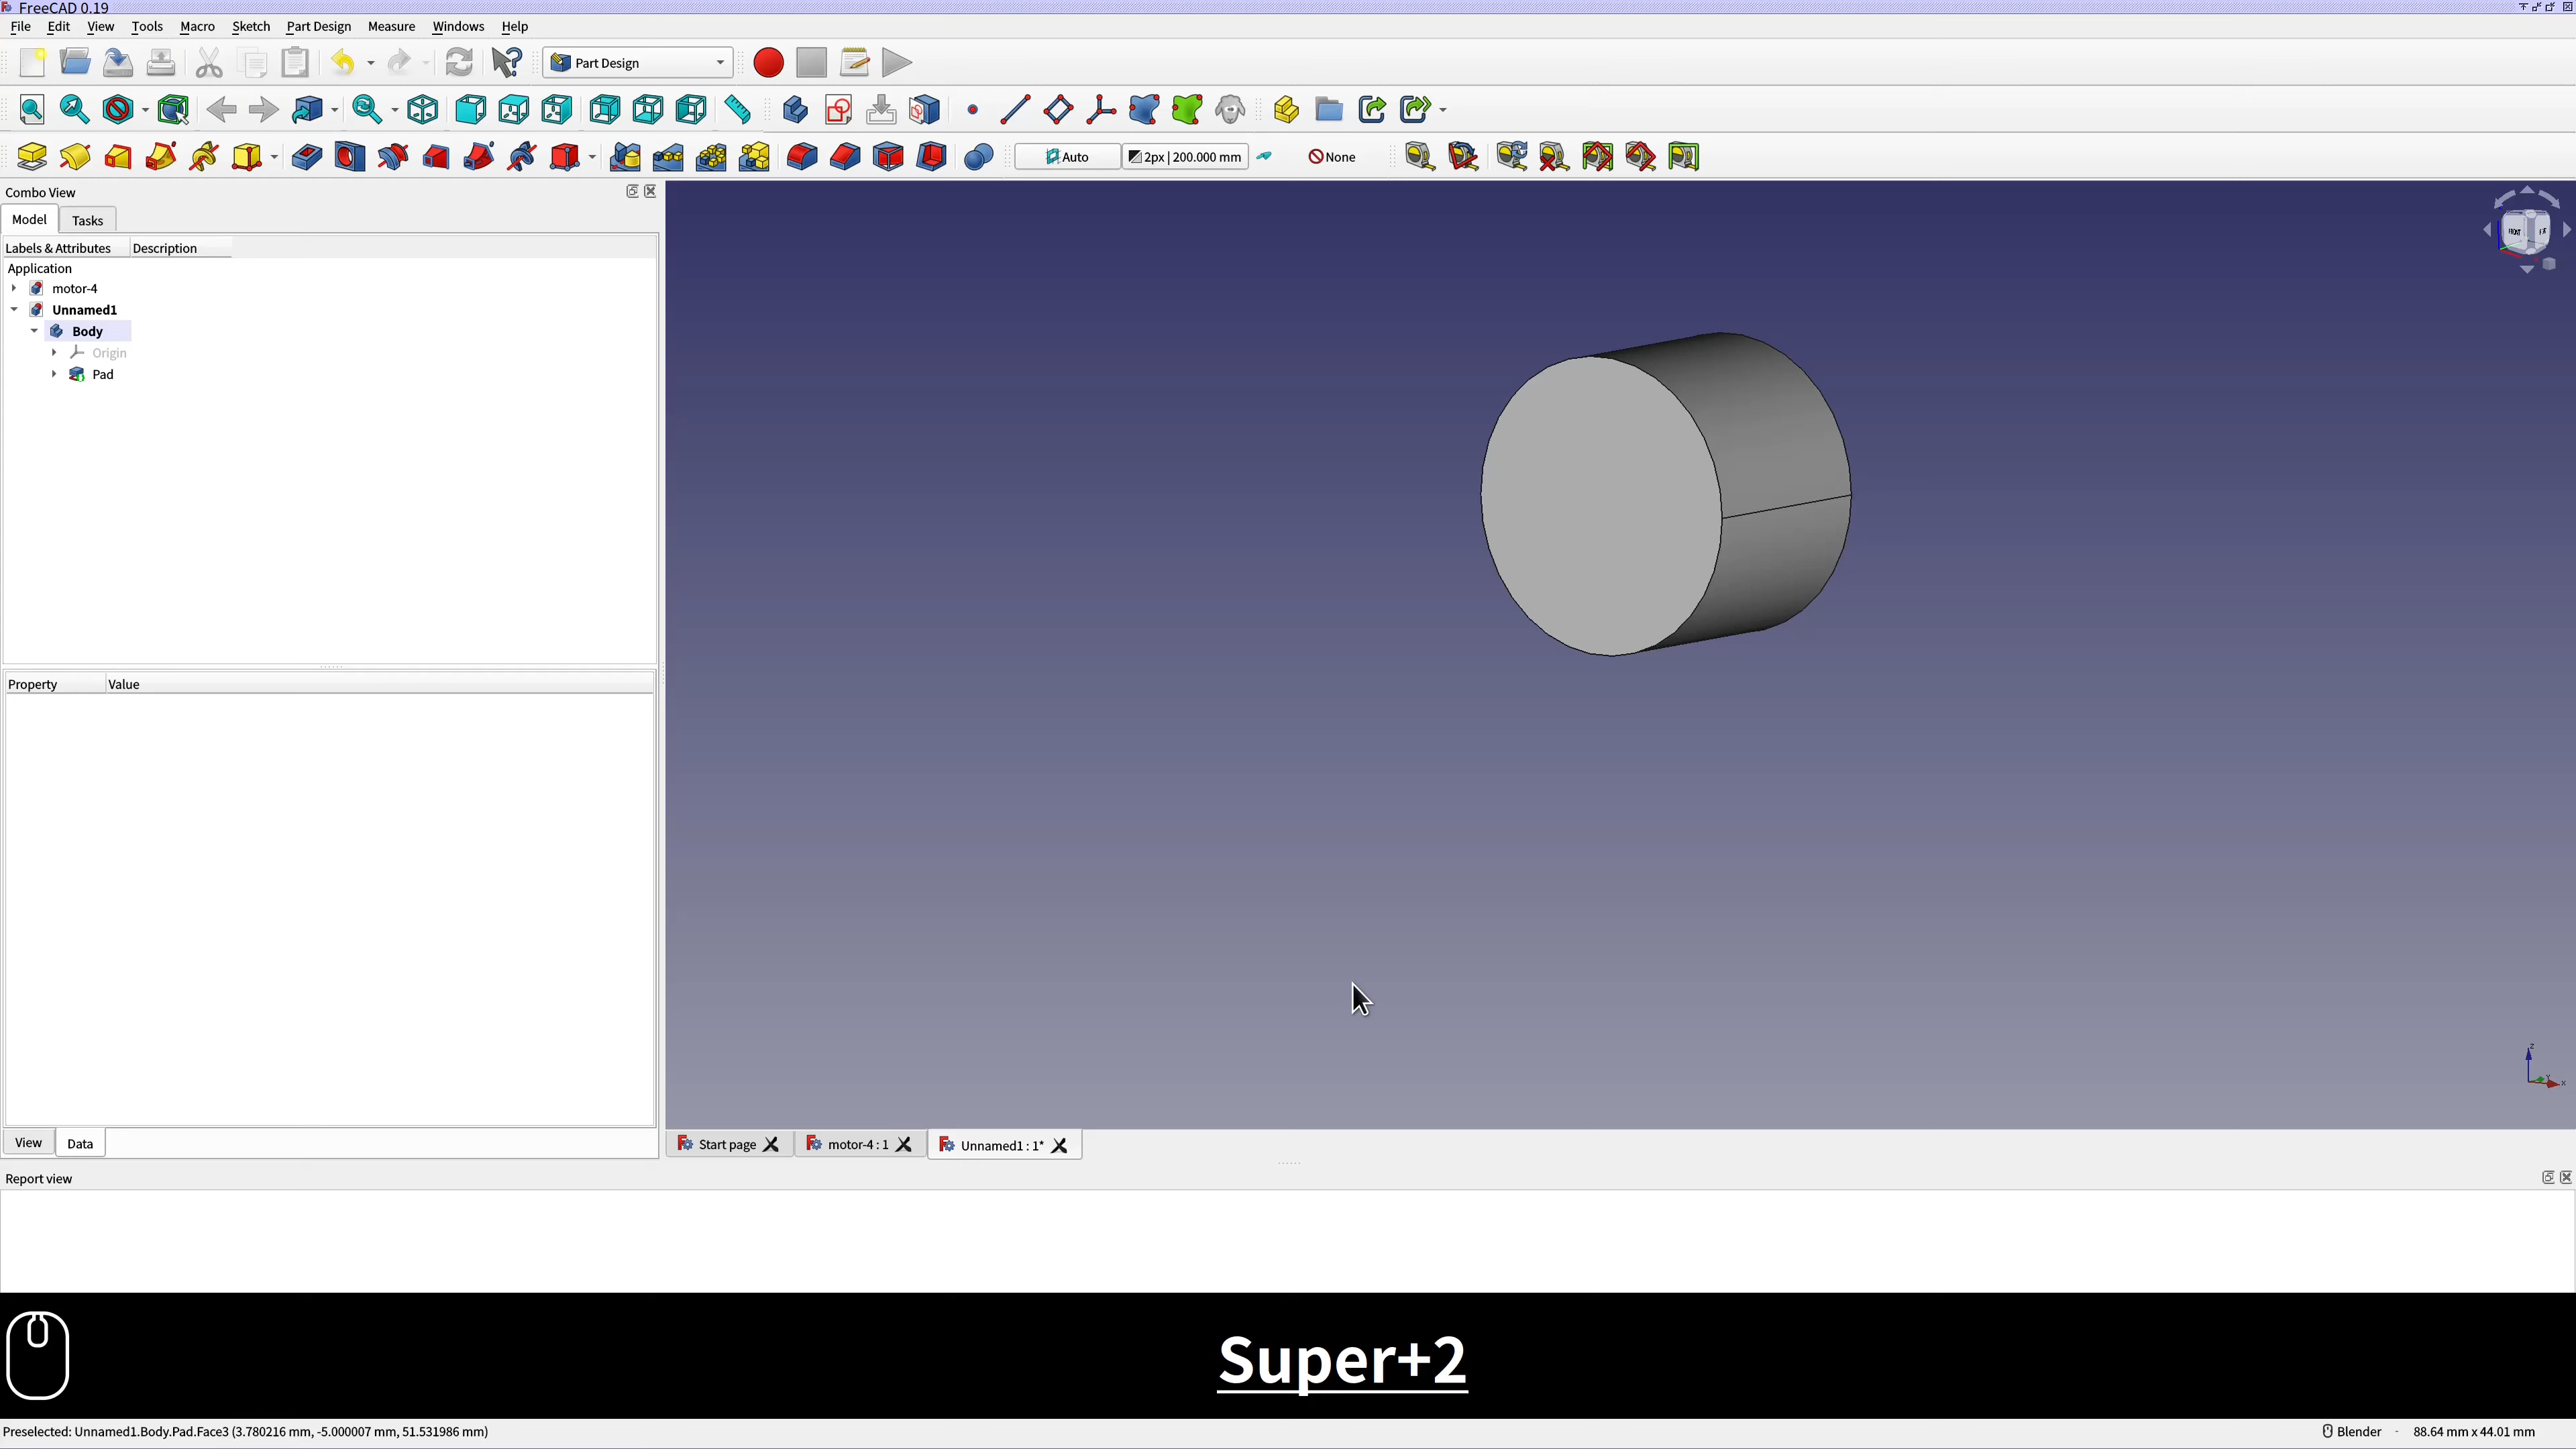 FreeCAD 0.19
File Edit View Tools Macro Sketch Part Design Measure Windows Help
Part Design
Auto 2px | 200.000 mm None
Combo View
Model Tasks
Labels & Attributes Description
Application
motor-4
Unnamed1
Body
Origin
Pad
Property Value
FRONT
Z
Y
X
View Data
Start page motor-4 : 1 Unnamed1 : 1*
Report view
Super+2
Preselected: Unnamed1.Body.Pad.Face3 (3.780216 mm, -5.000007 mm, 51.531986 mm) Blender - 88.64 mm x 44.01 mm